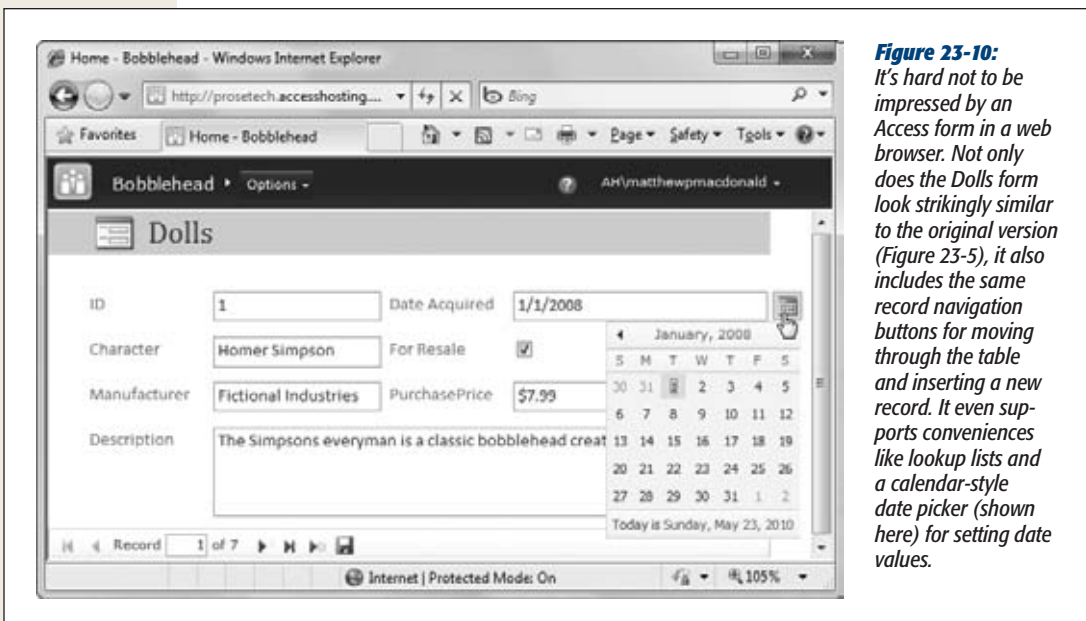 Home - Bobblehead - Windows Internet Explorer
http://prosetech.accesshosting....
Bing
Favorites Home - Bobblehead Page Safety Tools
Bobblehead Options AH\matthewpmacdonald
Dolls
ID 1 Date Acquired 1/1/2008
Character Homer Simpson For Resale
Manufacturer Fictional Industries PurchasePrice $7.99
Description The Simpsons everyman is a classic bobblehead creat
January, 2008
S M T W T F S
30 31 1 2 3 4 5
6 7 8 9 10 11 12
13 14 15 16 17 18 19
20 21 22 23 24 25 26
27 28 29 30 31 1 2
Today is Sunday, May 23, 2010
Record 1 of 7
Internet | Protected Mode: On 105%
Figure 23-10:
It's hard not to be
impressed by an
Access form in a web
browser. Not only
does the Dolls form
look strikingly similar
to the original version
(Figure 23-5), it also
includes the same
record navigation
buttons for moving
through the table
and inserting a new
record. It even sup-
ports conveniences
like lookup lists and
a calendar-style
date picker (shown
here) for setting date
values.